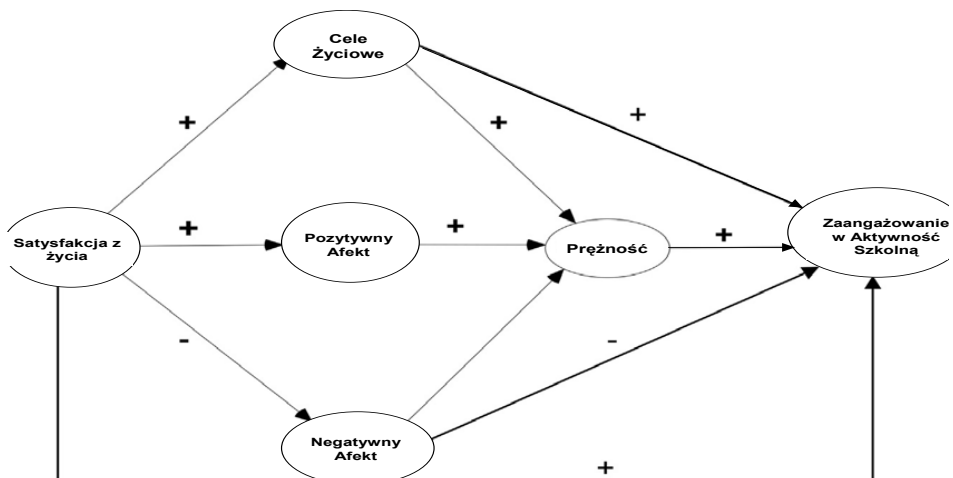 Cele
Życiowe
+
+
+
Satysfakcja z
życia
+
Pozytywny
Afekt
+
Prężność
+
Zaangażowanie
w Aktywność
Szkolną
-
-
Negatywny
Afekt
+